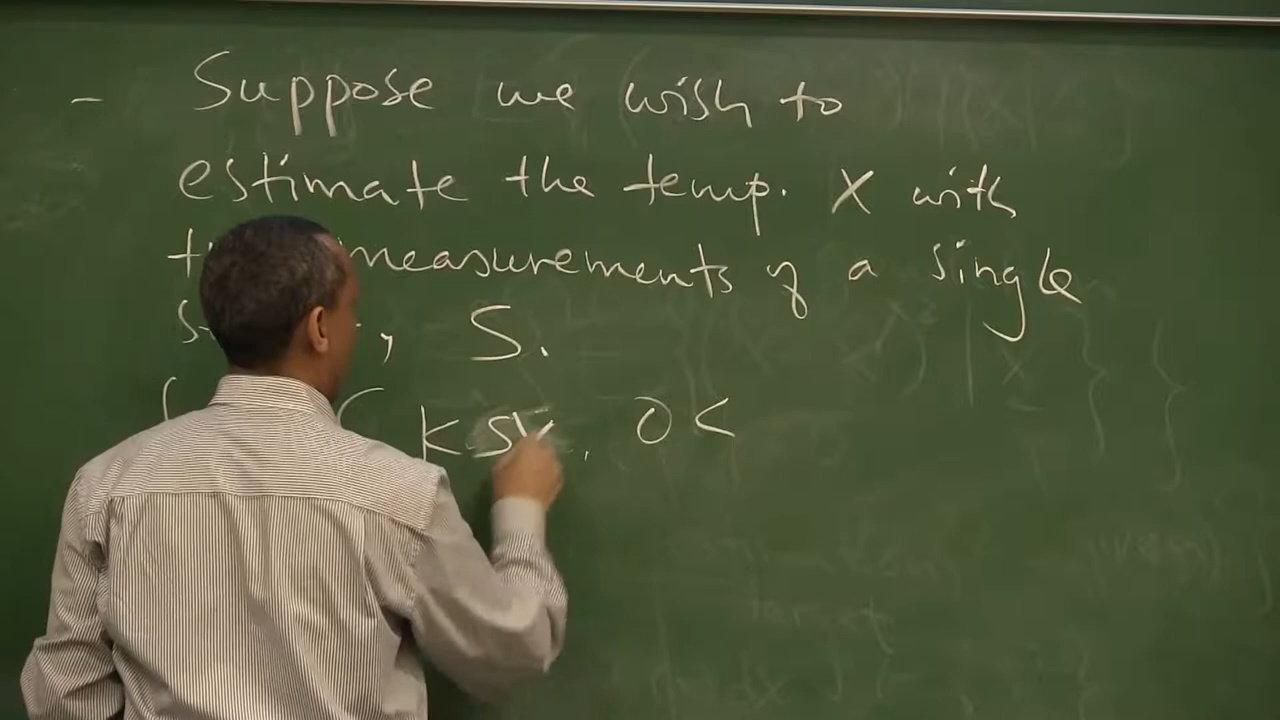 - Suppose we wish to
estimate the temp. X with
measurements of a single
, S.
k 0 <